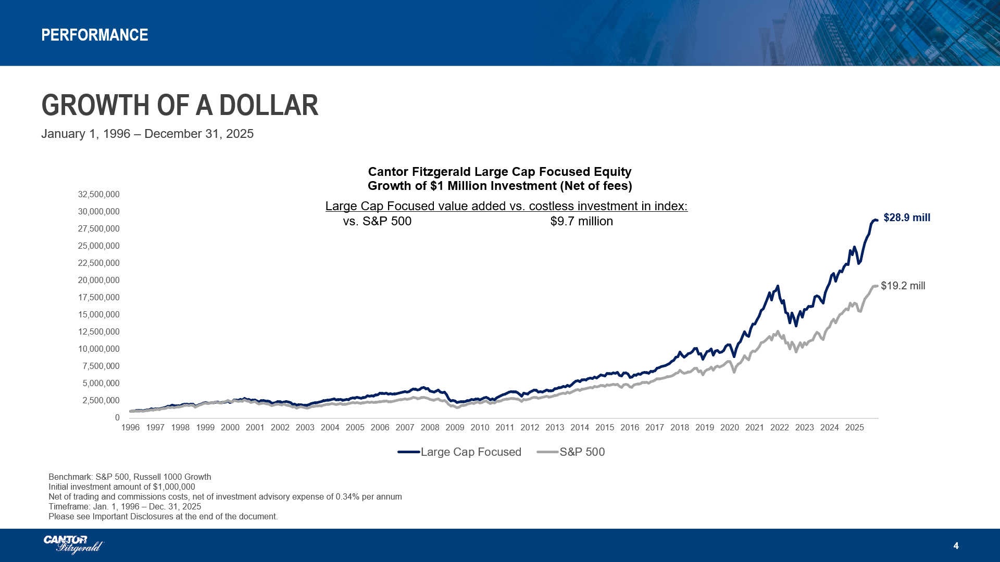 PERFORMANCE
GROWTH OF A DOLLAR
January 1, 1996 – December 31, 2025
Cantor Fitzgerald Large Cap Focused Equity
Growth of $1 Million Investment (Net of fees)
Large Cap Focused value added vs. costless investment in index:
vs. S&P 500 $9.7 million
32,500,000
30,000,000
27,500,000
25,000,000
22,500,000
20,000,000
17,500,000
15,000,000
12,500,000
10,000,000
7,500,000
5,000,000
2,500,000
0
$28.9 mill
$19.2 mill
1996 1997 1998 1999 2000 2001 2002 2003 2004 2005 2006 2007 2008 2009 2010 2011 2012 2013 2014 2015 2016 2017 2018 2019 2020 2021 2022 2023 2024 2025
Large Cap Focused S&P 500
Benchmark: S&P 500, Russell 1000 Growth
Initial investment amount of $1,000,000
Net of trading and commissions costs, net of investment advisory expense of 0.34% per annum
Timeframe: Jan. 1, 1996 – Dec. 31, 2025
Please see Important Disclosures at the end of the document.
CANTOR
Fitzgerald
4